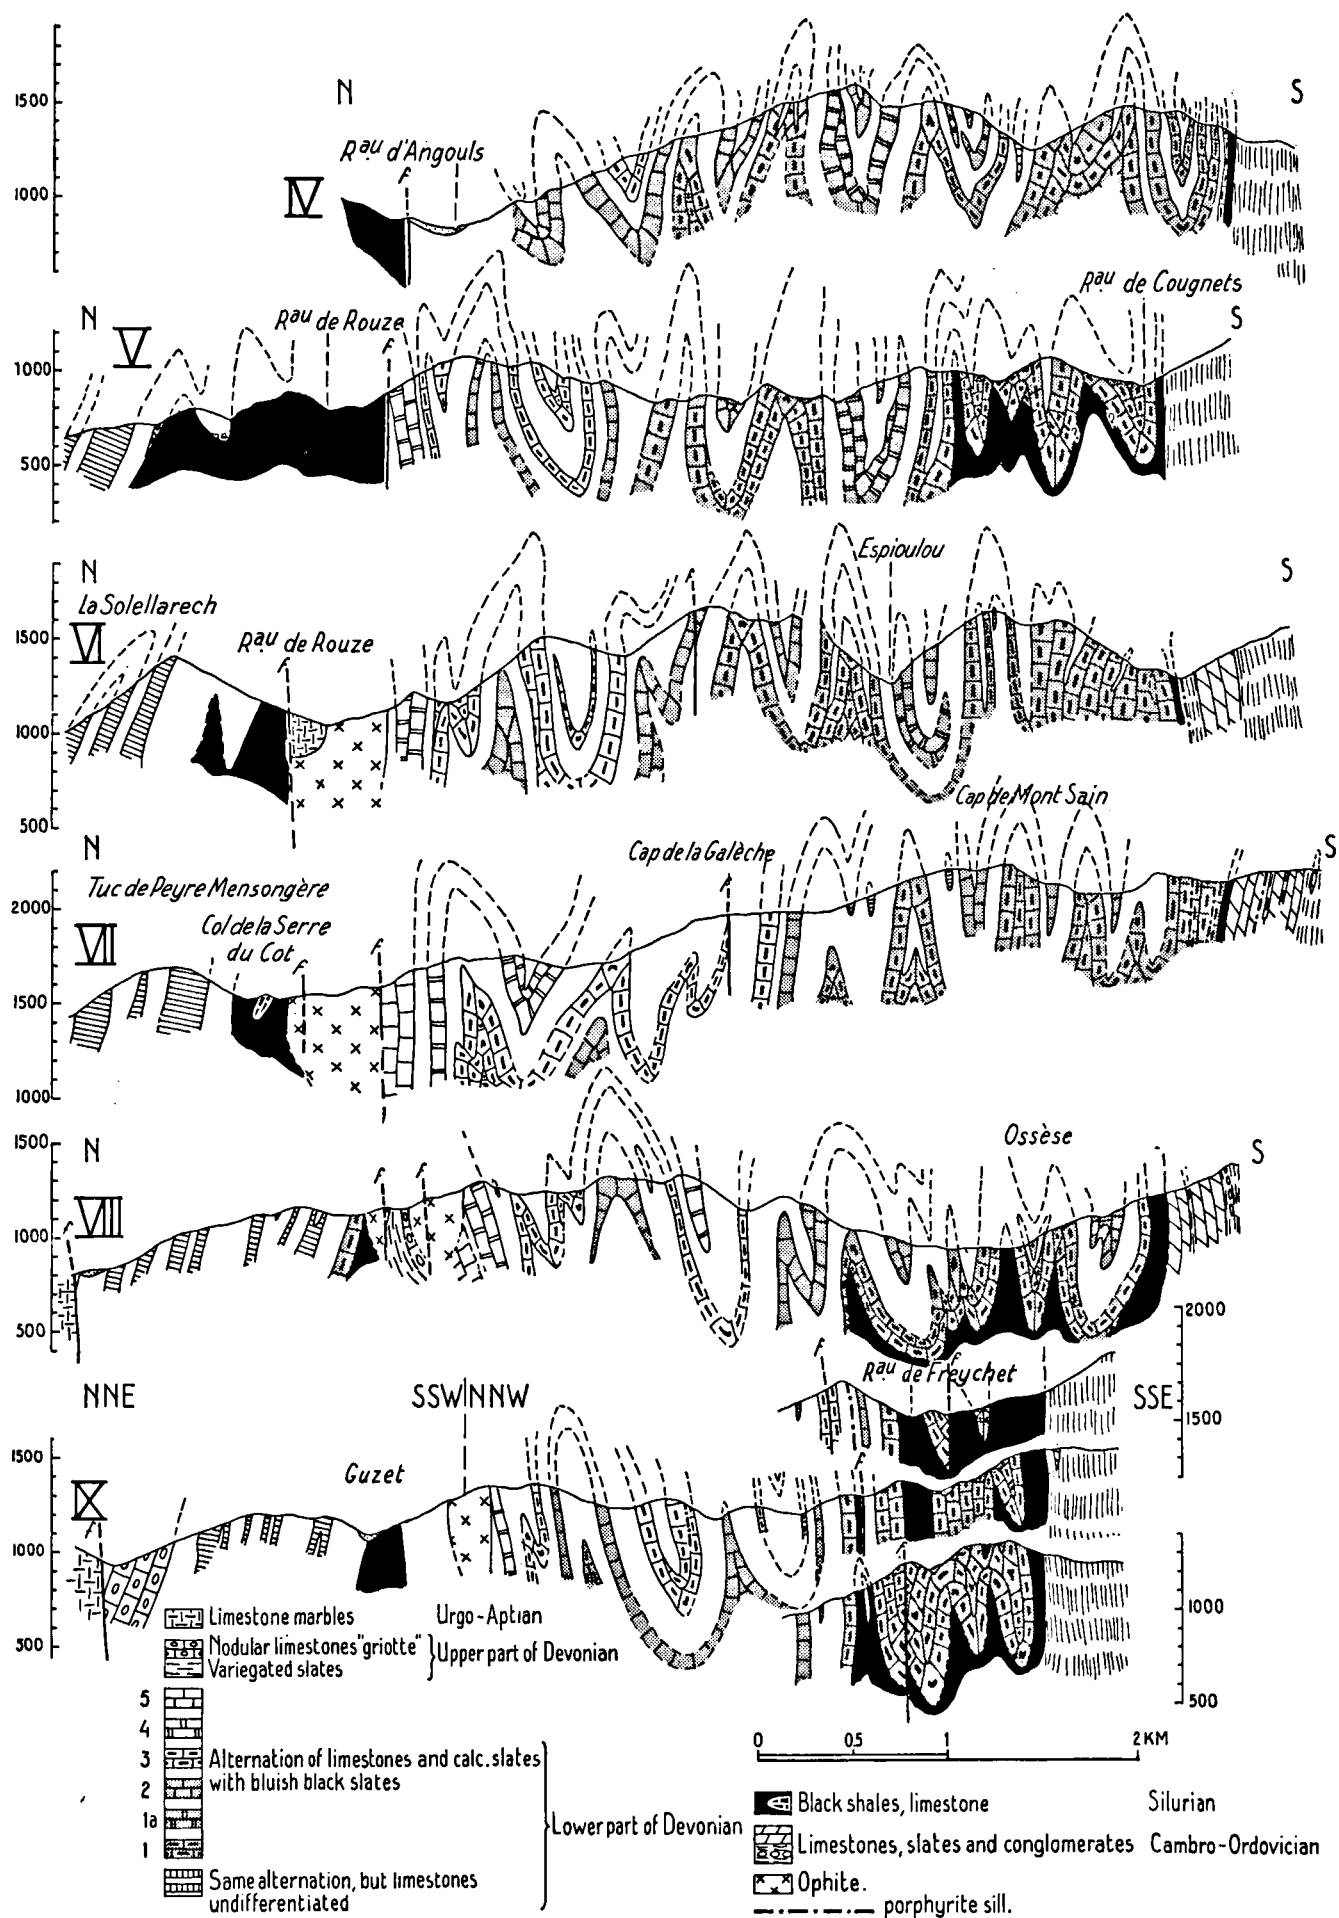 N
S
1500
1000
Rau d'Angouls
F
IV
N
V
Rau de Rouze
F
Rau de Cougnets
S
1000
500
N
La Solellarech
VI
Rau de Rouze
F
F
Espioulou
S
1500
1000
500
N
Tuc de Peyre Mensongère
VII
Col de la Serre
du Cot
F
F
Cap de la Galèche
F
Cap de Mont Sain
S
2000
1500
1000
N
VIII
F
F
F
Ossèse
S
1500
1000
500
NNE
SSW NNW
SSE
IX
F
Guzet
F
Rau de Freychet
F
F
F
2000
1500
1000
500
1500
1000
500
Limestone marbles Urgo-Aptian
Nodular limestones "griotte"
Variegated slates
Upper part of Devonian
5
4
3 Alternation of limestones and calc. slates
2 with bluish black slates
1a
1
Same alternation, but limestones
undifferentiated
Lower part of Devonian
0 0.5 1 2 KM
Black shales, limestone Silurian
Limestones, slates and conglomerates Cambro-Ordovician
Ophite.
porphyrite sill.